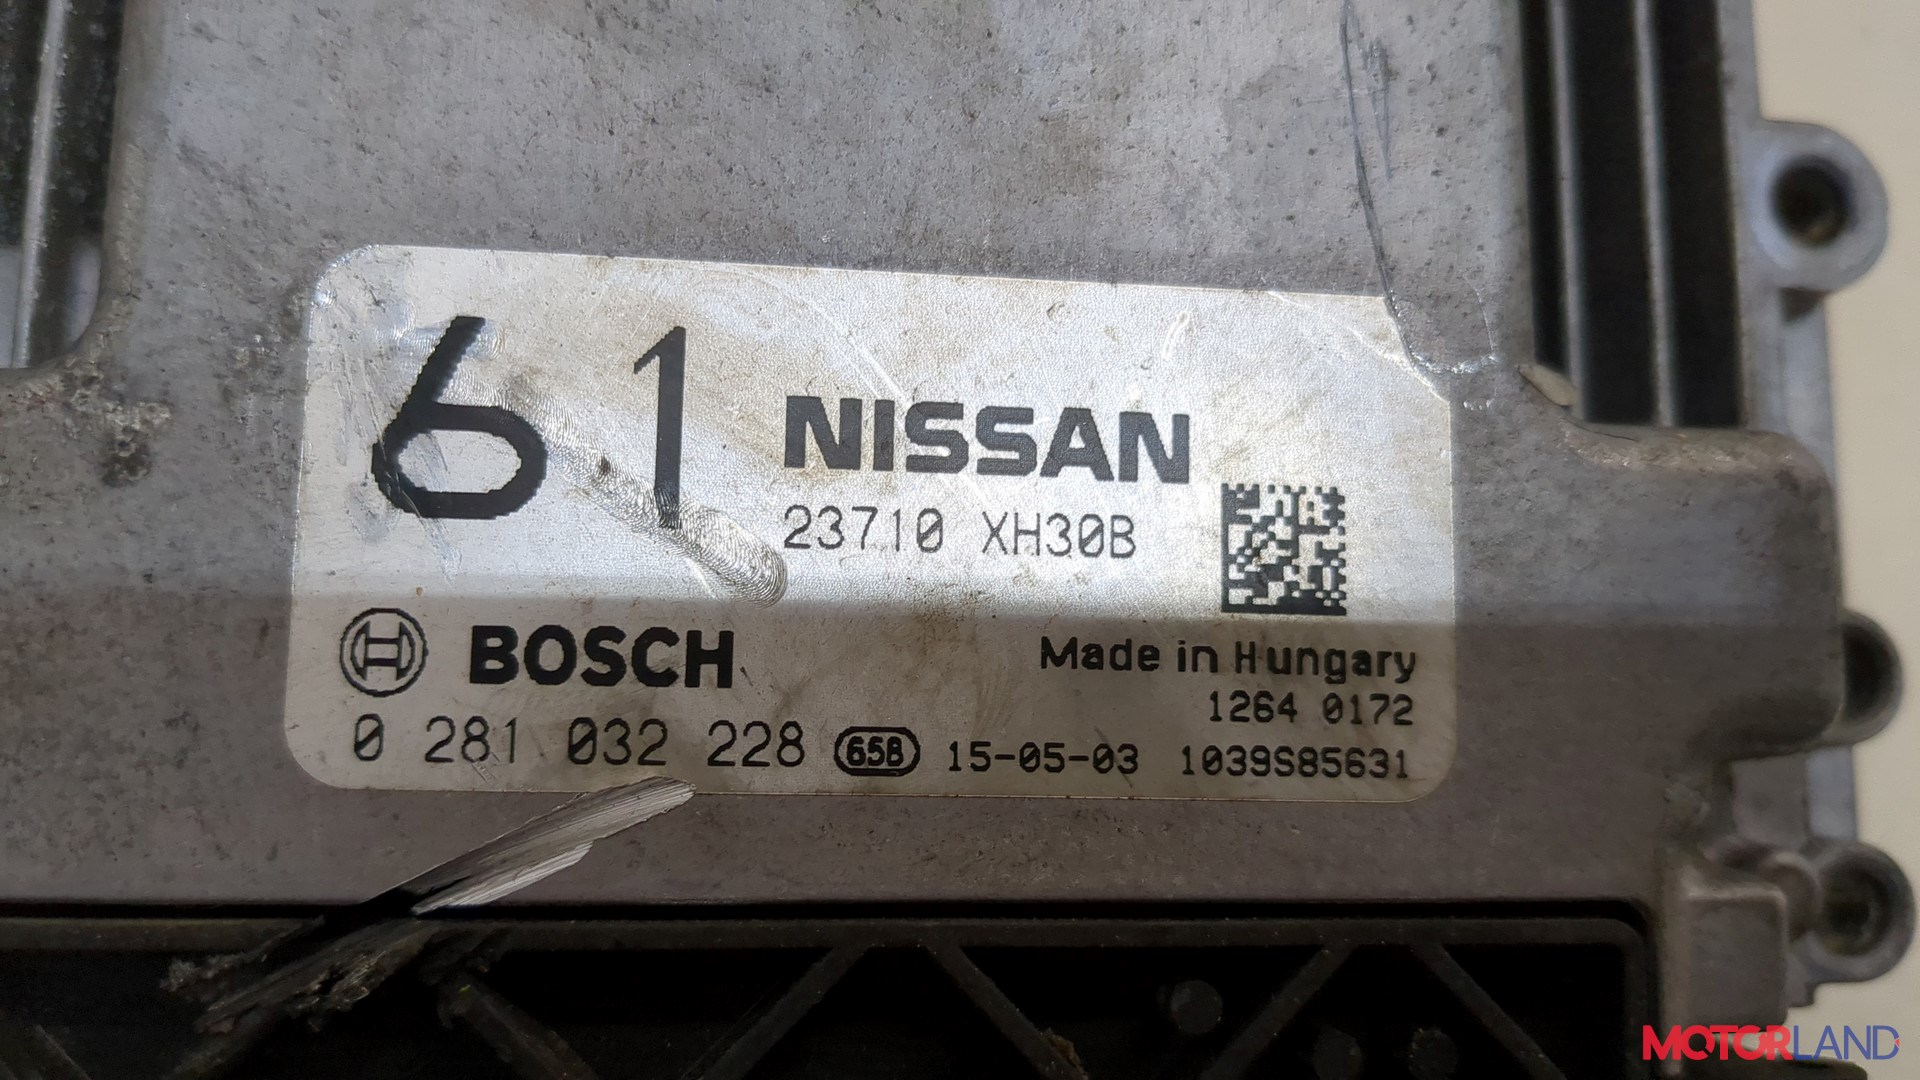 61
NISSAN
23710 XH30B
BOSCH
Made in Hungary
1264 0172
0 281 032 228 65B 15-05-03 1039S85631
MOTORLAND